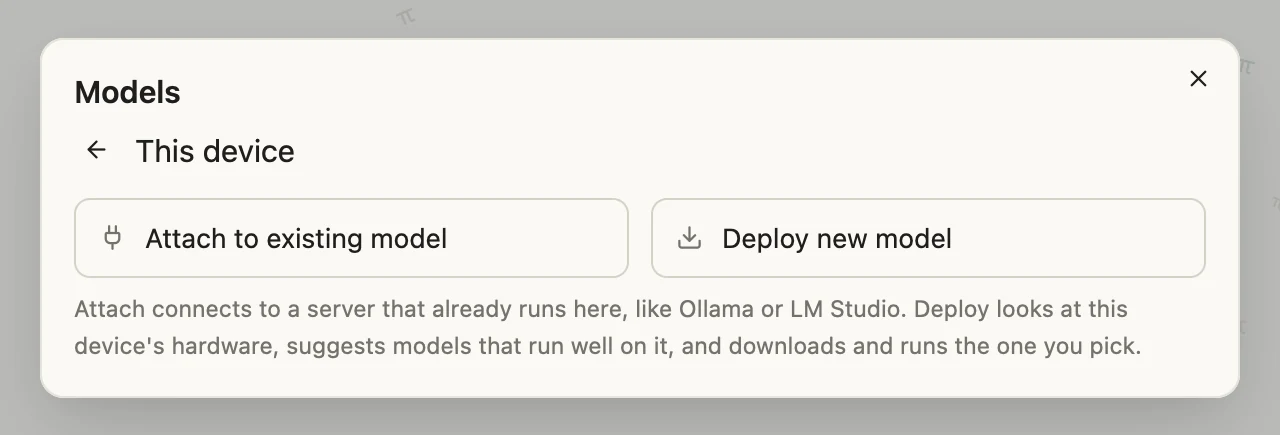 π
Models
π
This device
Attach to existing model
Deploy new model
Attach connects to a server that already runs here, like Ollama or LM Studio. Deploy looks at this
device's hardware, suggests models that run well on it, and downloads and runs the one you pick.